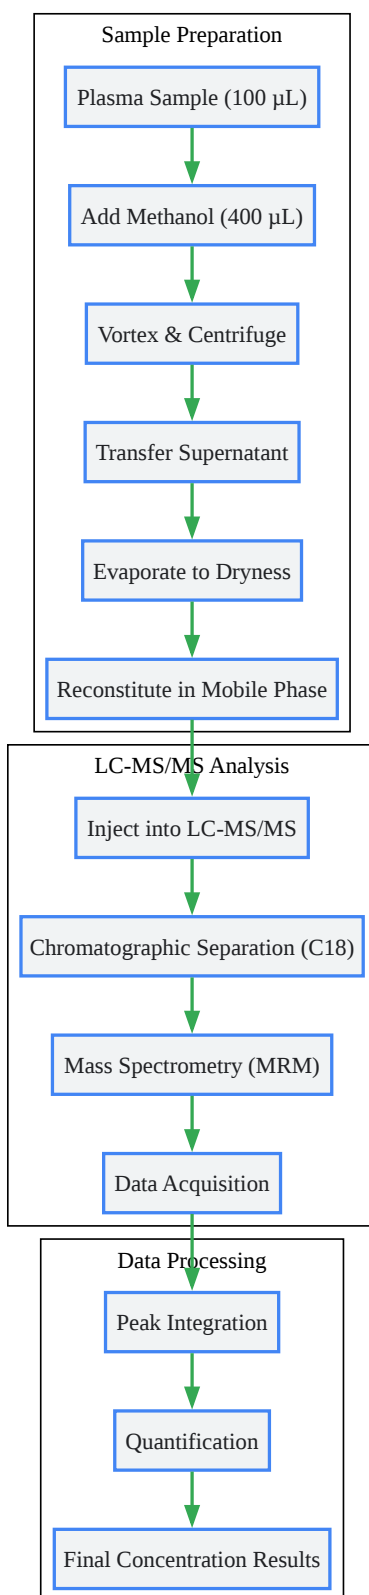 Sample Preparation
Plasma Sample (100 µL)
Add Methanol (400 µL)
Vortex & Centrifuge
Transfer Supernatant
Evaporate to Dryness
Reconstitute in Mobile Phase
LC-MS/MS Analysis
Inject into LC-MS/MS
Chromatographic Separation (C18)
Mass Spectrometry (MRM)
Data Acquisition
Data Processing
Peak Integration
Quantification
Final Concentration Results